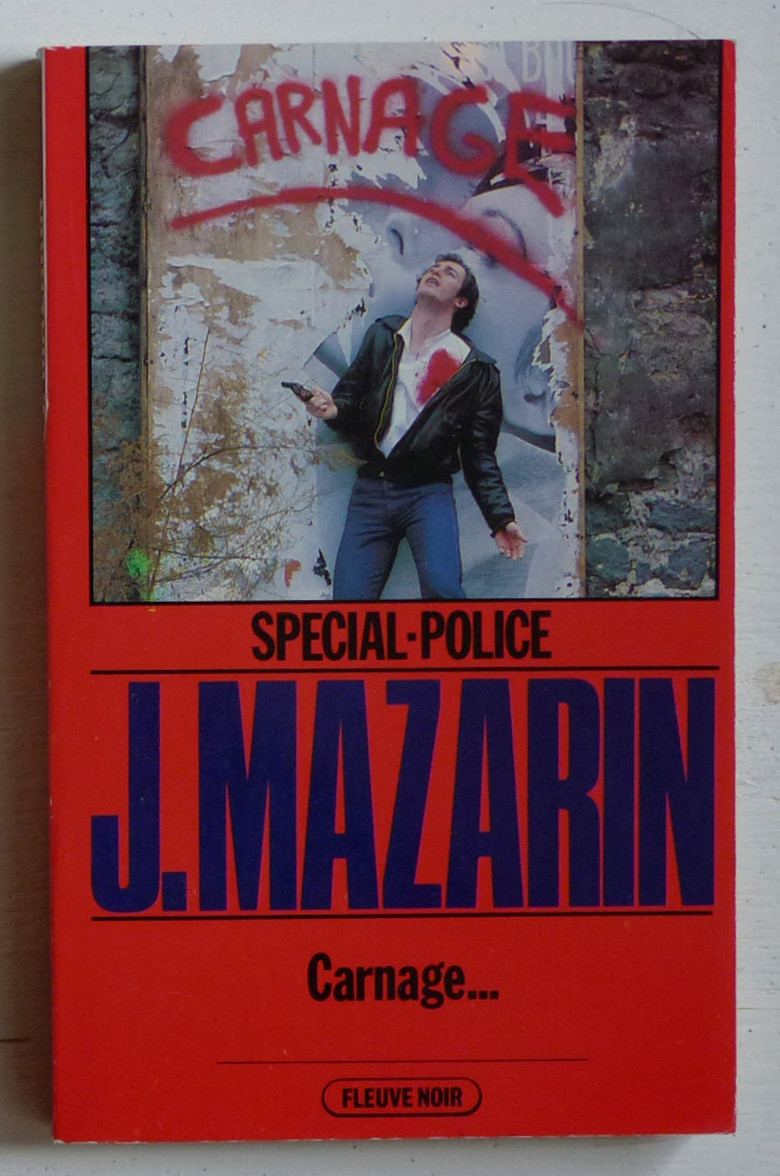 CARNAGE
SPECIAL-POLICE
J. MAZARIN
Carnage...
FLEUVE NOIR